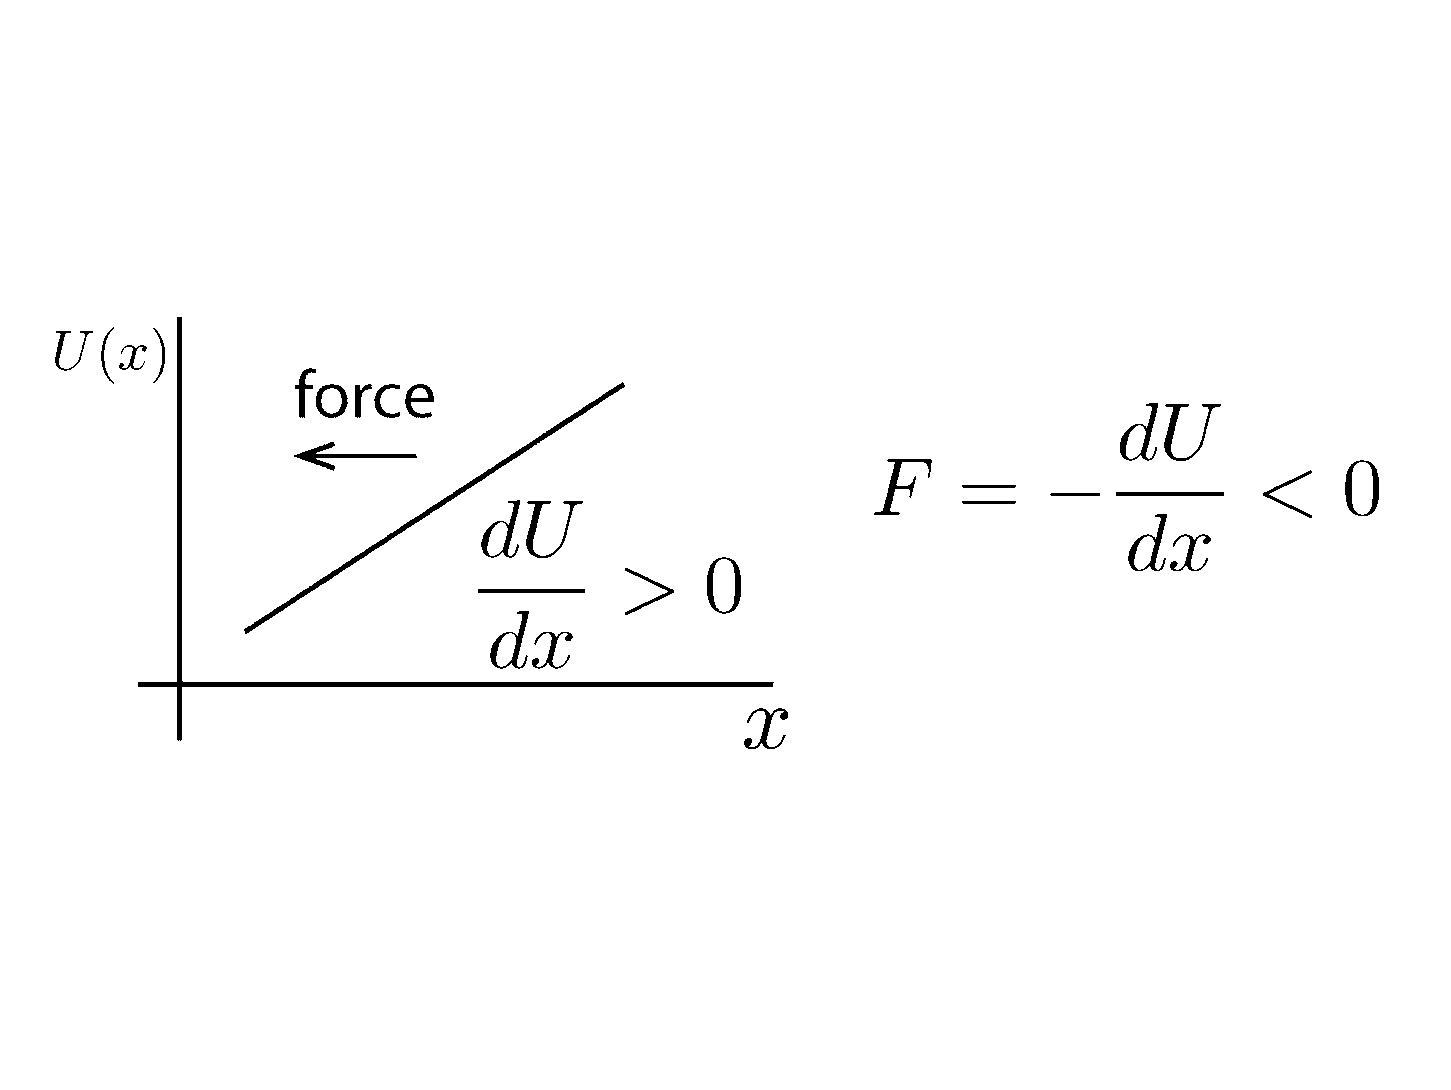 U(x)
force
dU/dx > 0
x
F = -dU/dx < 0